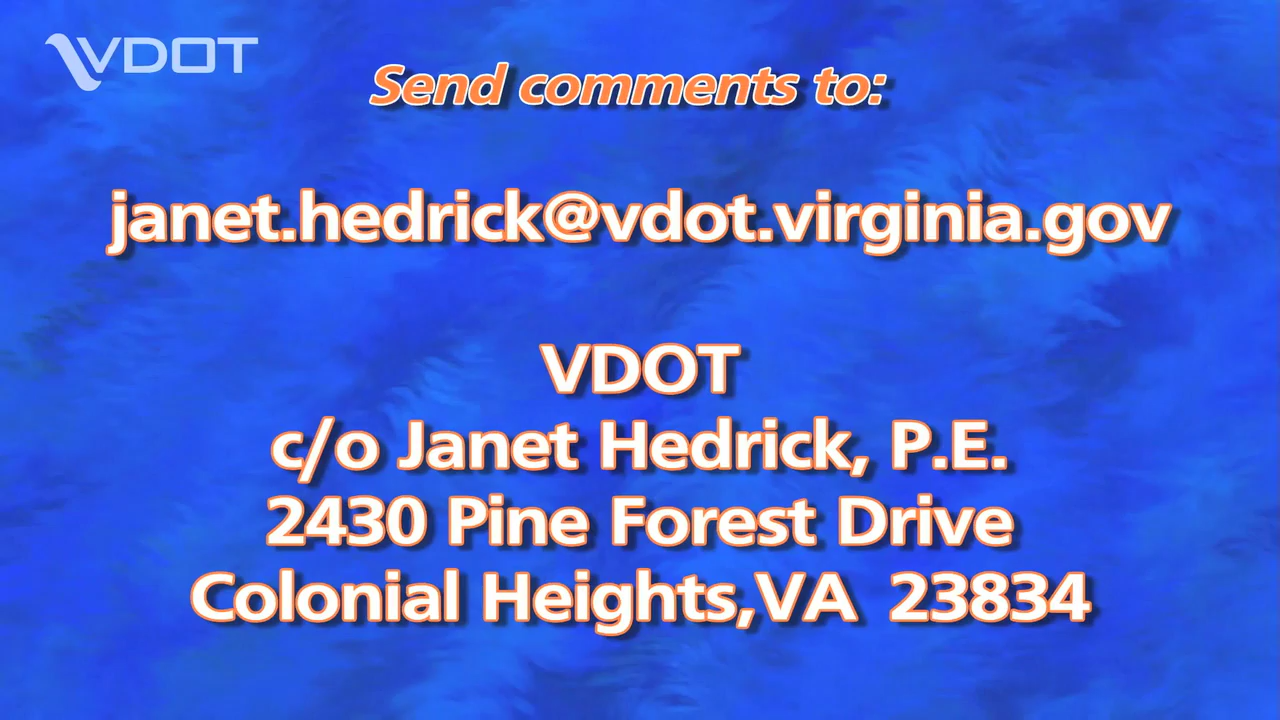 VDOT
Send comments to:
janet.hedrick@vdot.virginia.gov
VDOT
c/o Janet Hedrick, P.E.
2430 Pine Forest Drive
Colonial Heights,VA  23834